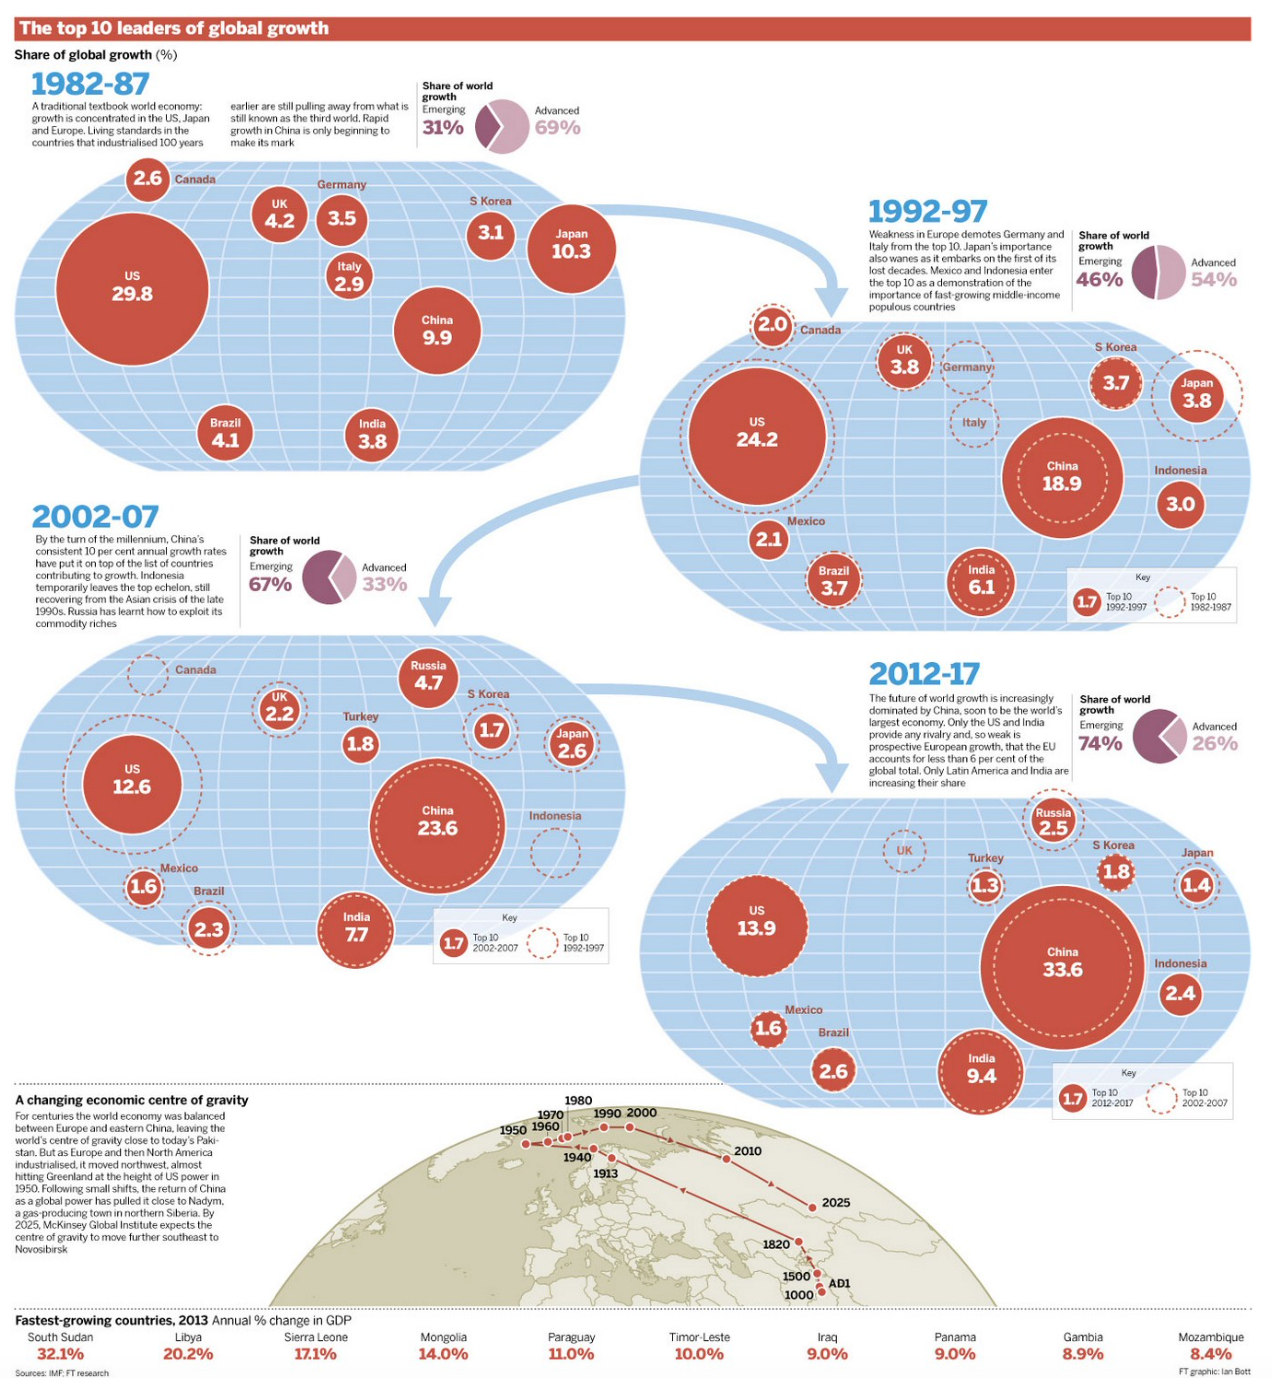 The top 10 leaders of global growth
Share of global growth (%)
1982-87
A traditional textbook world economy:
growth is concentrated in the US, Japan
and Europe. Living standards in the
countries that industrialised 100 years
earlier are still pulling away from what is
still known as the third world. Rapid
growth in China is only beginning to
make its mark
Share of world
growth
Emerging
31%
Advanced
69%
2.6
Canada
US
29.8
UK
4.2
Germany
3.5
Italy
2.9
S Korea
3.1
Japan
10.3
China
9.9
Brazil
4.1
India
3.8
1992-97
Weakness in Europe demotes Germany and
Italy from the top 10. Japan's importance
also wanes as it embarks on the first of its
lost decades. Mexico and Indonesia enter
the top 10 as a demonstration of the
importance of fast-growing middle-income
populous countries
Share of world
growth
Emerging
46%
Advanced
54%
2.0
Canada
UK
3.8
Germany
Italy
S Korea
3.7
Japan
3.8
US
24.2
China
18.9
Indonesia
3.0
Mexico
2.1
Brazil
3.7
India
6.1
Key
1.7
Top 10
1992-1997
Top 10
1982-1987
2002-07
By the turn of the millennium, China's
consistent 10 per cent annual growth rates
have put it on top of the list of countries
contributing to growth. Indonesia
temporarily leaves the top echelon, still
recovering from the Asian crisis of the late
1990s. Russia has learnt how to exploit its
commodity riches
Share of world
growth
Emerging
67%
Advanced
33%
Canada
UK
2.2
Russia
4.7
Turkey
1.8
S Korea
1.7
Japan
2.6
US
12.6
China
23.6
Indonesia
Mexico
1.6
Brazil
2.3
India
7.7
Key
1.7
Top 10
2002-2007
Top 10
1992-1997
2012-17
The future of world growth is increasingly
dominated by China, soon to be the world's
largest economy. Only the US and India
provide any rivalry and, so weak is
prospective European growth, that the EU
accounts for less than 6 per cent of the
global total. Only Latin America and India are
increasing their share
Share of world
growth
Emerging
74%
Advanced
26%
Russia
2.5
UK
Turkey
1.3
S Korea
1.8
Japan
1.4
US
13.9
China
33.6
Indonesia
2.4
Mexico
1.6
Brazil
2.6
India
9.4
Key
1.7
Top 10
2012-2017
Top 10
2002-2007
A changing economic centre of gravity
For centuries the world economy was balanced
between Europe and eastern China, leaving the
world's centre of gravity close to today's Paki-
stan. But as Europe and then North America
industrialised, it moved northwest, almost
hitting Greenland at the height of US power in
1950. Following small shifts, the return of China
as a global power has pulled it close to Nadym,
a gas-producing town in northern Siberia. By
2025, McKinsey Global Institute expects the
centre of gravity to move further southeast to
Novosibirsk
1980
1970
1990
2000
1950
1960
1940
1913
2010
2025
1820
1500
AD1
1000
Fastest-growing countries, 2013 Annual % change in GDP
South Sudan
32.1%
Libya
20.2%
Sierra Leone
17.1%
Mongolia
14.0%
Paraguay
11.0%
Timor-Leste
10.0%
Iraq
9.0%
Panama
9.0%
Gambia
8.9%
Mozambique
8.4%
Sources: IMF; FT research
FT graphic: Ian Bott